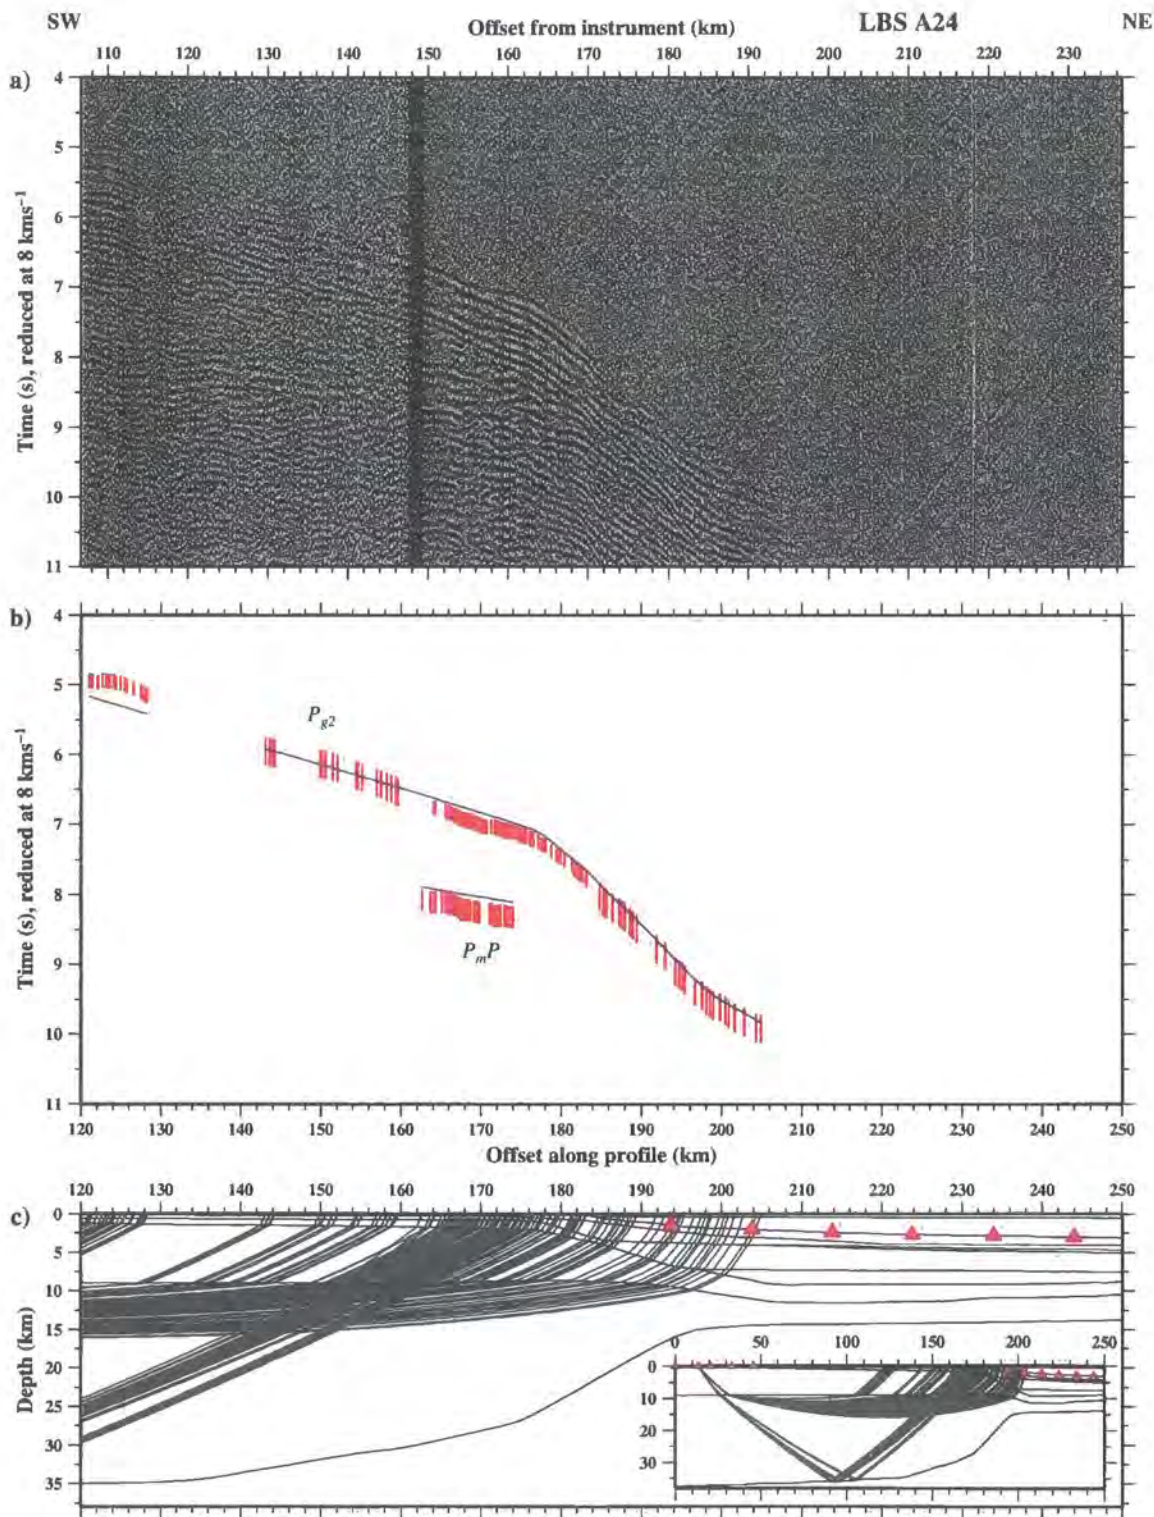 SW Offset from instrument (km) LBS A24 NE
110 120 130 140 150 160 170 180 190 200 210 220 230
a)
Time (s), reduced at 8 kms⁻¹
4
5
6
7
8
9
10
11
b)
Time (s), reduced at 8 kms⁻¹
4
5
6
7
8
9
10
11
P_g2
P_mP
120 130 140 150 160 170 180 190 200 210 220 230 240 250
Offset along profile (km)
120 130 140 150 160 170 180 190 200 210 220 230 240 250
c)
Depth (km)
0
5
10
15
20
25
30
35
0 50 100 150 200 250
0
10
20
30